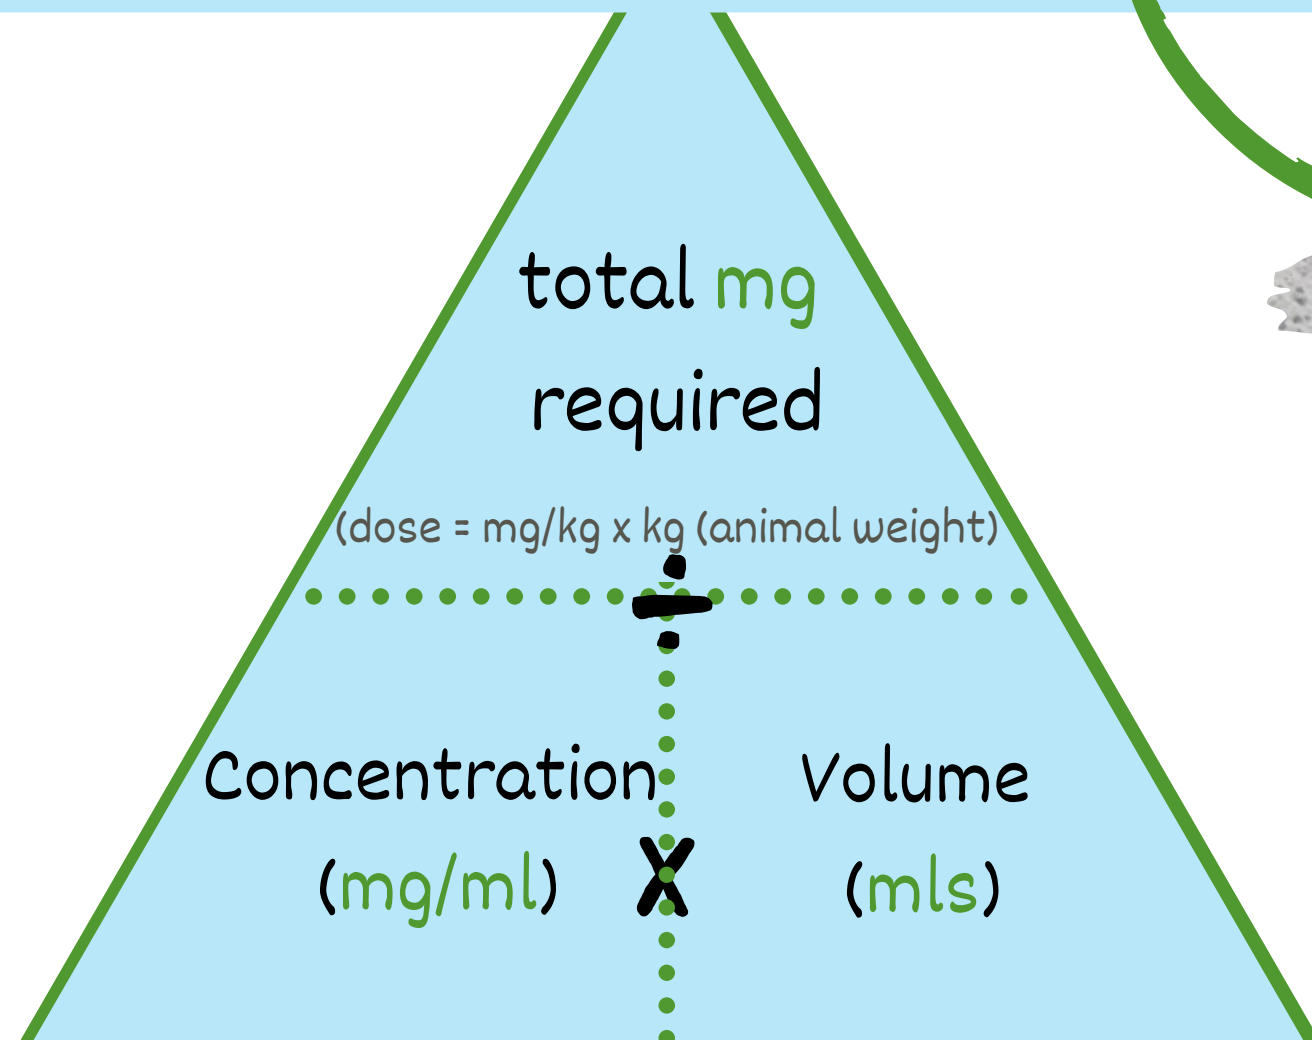 total mg
required
(dose = mg/kg x kg (animal weight)
÷
Concentration
(mg/ml)
X
Volume
(mls)